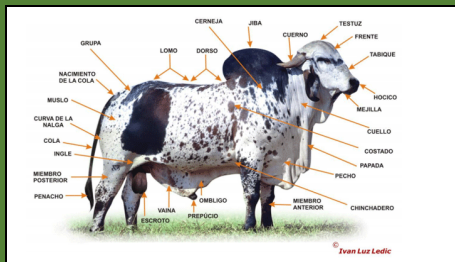 CERNEJA
JIBA
TESTUZ
CUERNO
FRENTE
GRUPA
LOMO
DORSO
TABIQUE
NACIMIENTO
DE LA COLA
HOCICO
MUSLO
MEJILLA
CURVA DE LA
NALGA
CUELLO
COLA
COSTADO
INGLE
PAPADA
MIEMBRO
POSTERIOR
PECHO
PENACHO
VAINA
OMBLIGO
MIEMBRO
ANTERIOR
CHINCHADERO
ESCROTO
PREPÚCIO
© Ivan Luz Ledic